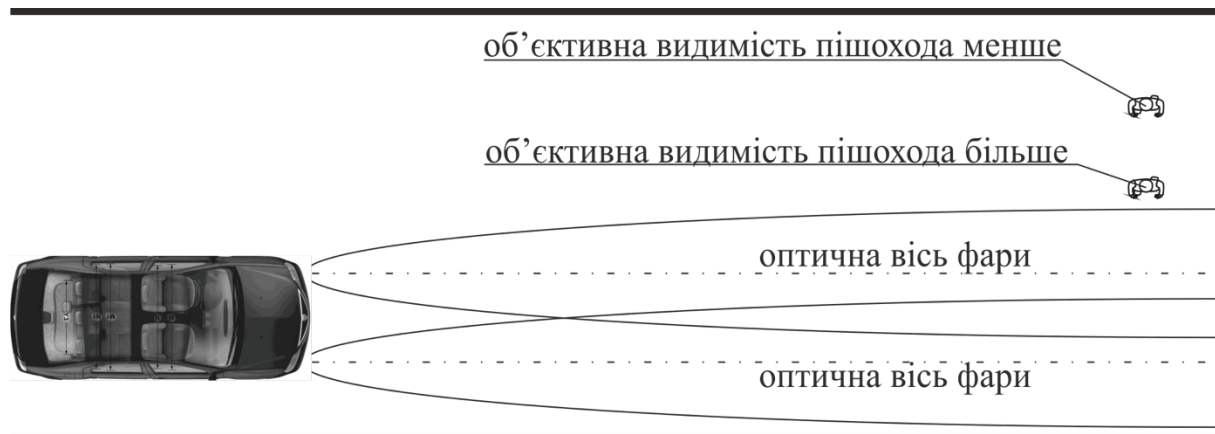 об’єктивна видимість пішохода менше
об’єктивна видимість пішохода більше
оптична вісь фари
оптична вісь фари